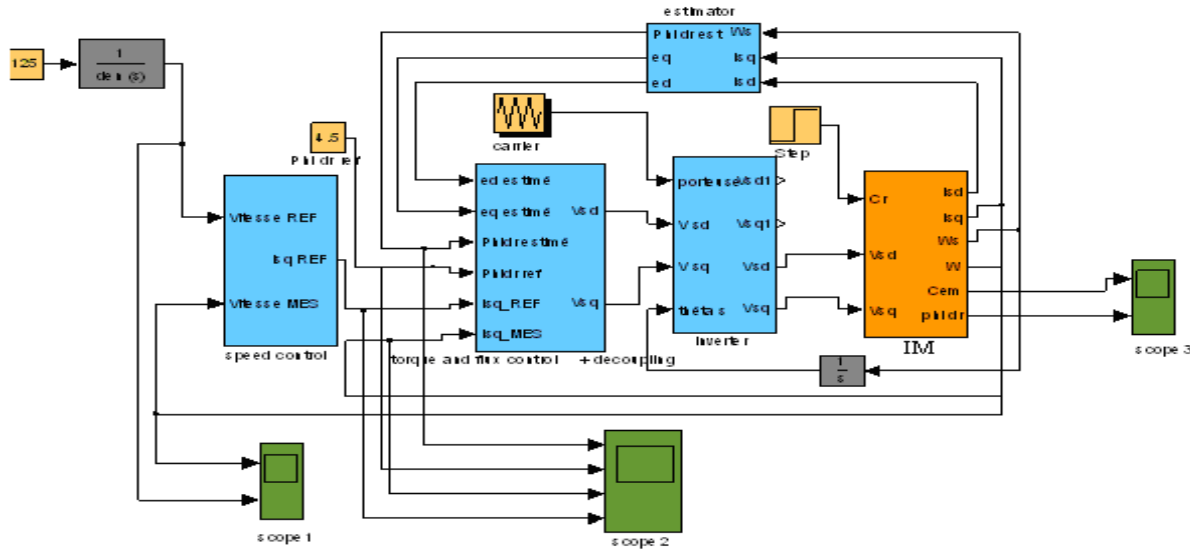 estimator
Phidrest Ws
eq Isq
ed Isd
125
1
den(s)
4.5
Phidr ref
carrier
Step
Vitesse REF
Isq REF
Vitesse MES
speed control
ed estimé
eq estimé
Vsd
Phidrestimé
Phidrref
Isq_REF
Vsq
Isq_MES
torque and flux control +decoupling
porteuse Vsd1
Vsd
Vsq1
Vsq
Vsd
thétas
Vsq
Inverter
Cr
Isd
Isq
Ws
Vsd
W
Cem
Vsq
phidr
IM
1
s
scope 3
scope 1
scope 2